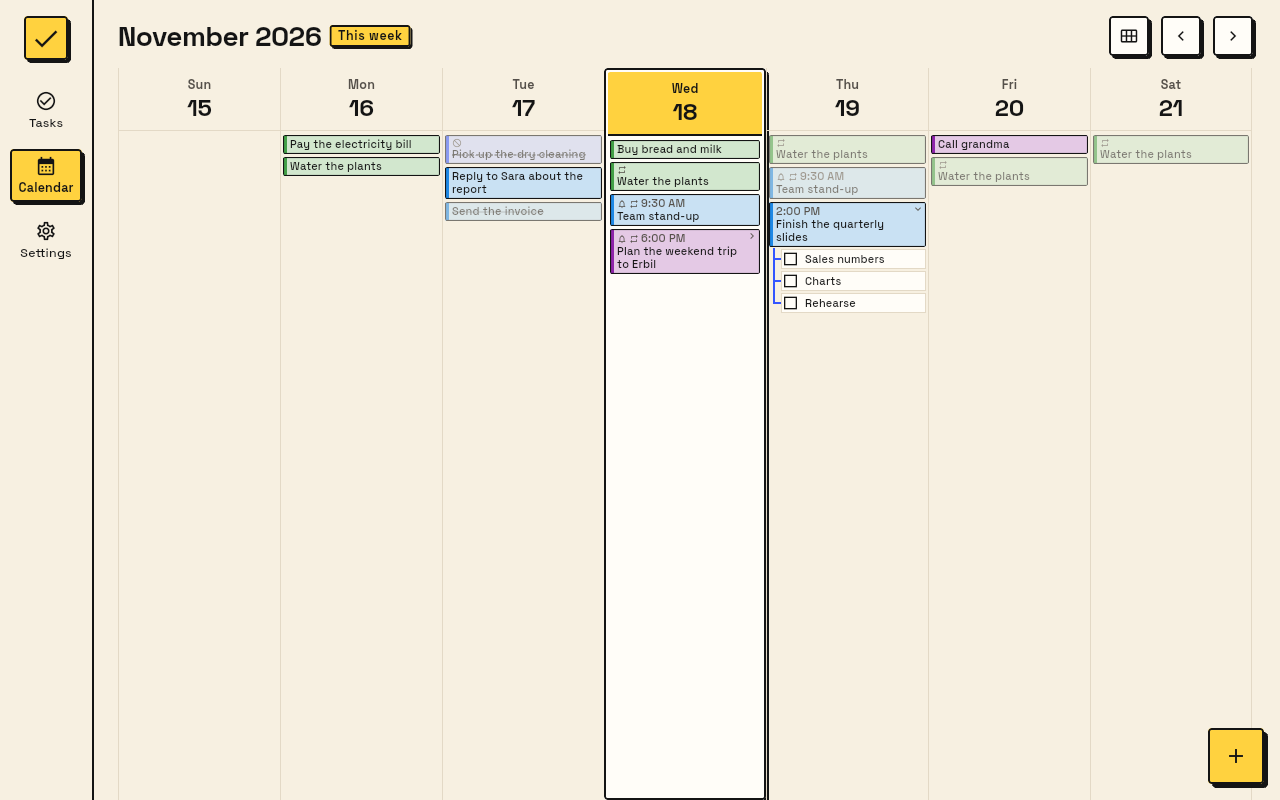 November 2026
This week
Tasks
Calendar
Settings
Sun
15
Mon
16
Pay the electricity bill
Water the plants
Tue
17
Pick up the dry cleaning
Reply to Sara about the
report
Send the invoice
Wed
18
Buy bread and milk
Water the plants
9:30 AM
Team stand-up
6:00 PM
Plan the weekend trip
to Erbil
Thu
19
Water the plants
9:30 AM
Team stand-up
2:00 PM
Finish the quarterly
slides
Sales numbers
Charts
Rehearse
Fri
20
Call grandma
Water the plants
Sat
21
Water the plants